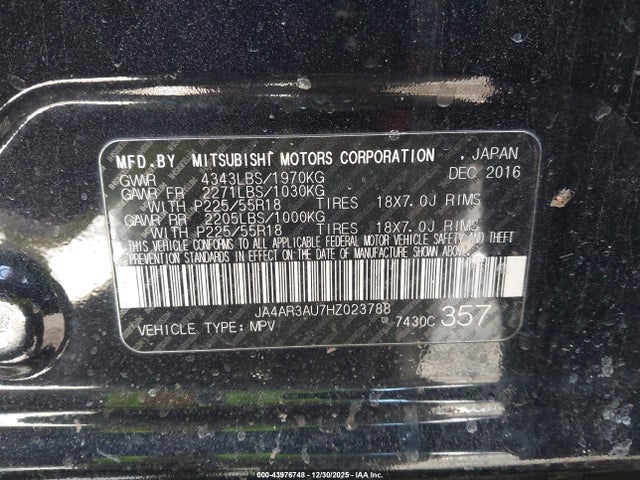 MFD.BY MITSUBISHI MOTORS CORPORATION , JAPAN
GVWR 4343LBS/1970KG DEC 2016
GAWR FR 2271LBS/1030KG
WITH P225/55R18 TIRES 18X7.0J RIMS
GAWR RR 2205LBS/1000KG
WITH P225/55R18 TIRES 18X7.0J RIMS
THIS VEHICLE CONFORMS TO ALL APPLICABLE FEDERAL MOTOR VEHICLE SAFETY AND THEFT
PREVENTION STANDARDS IN EFFECT ON THE DATE OF MANUFACTURE SHOWN ABOVE.
JA4AR3AU7HZ023788
VEHICLE TYPE: MPV 7430C 357
000-43976748 - 12/30/2025 - IAA Inc.